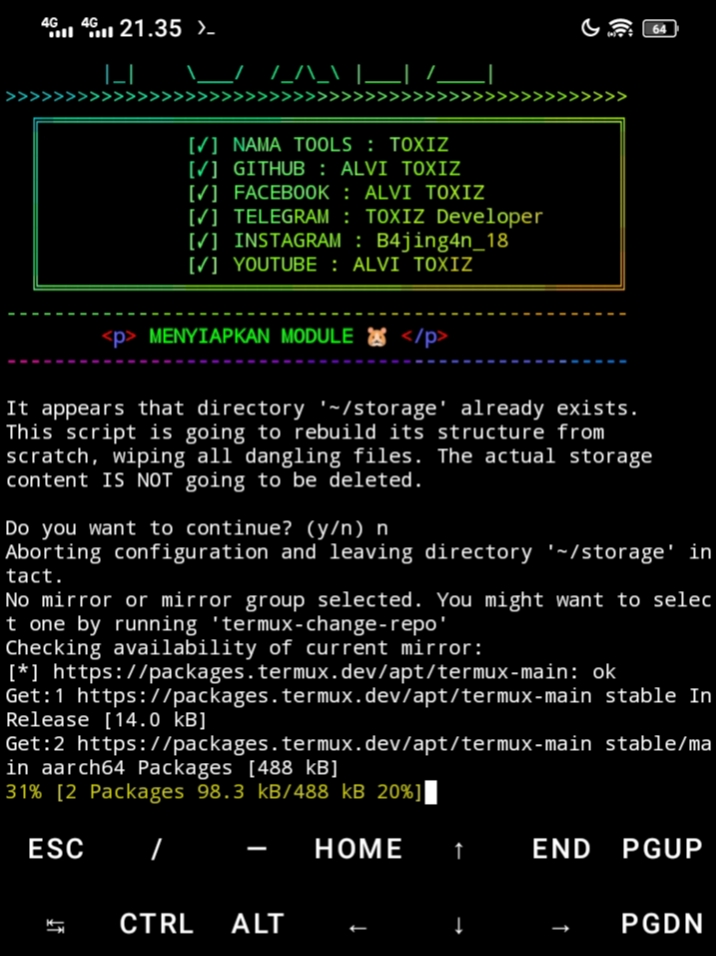 4G 4G 21.35 64
>>>>>>>>>>>>>>>>>>>>>>>>>>>>>>>>>>>>>>>>>>>>>>>>>>>>
[✓] NAMA TOOLS : TOXIZ
[✓] GITHUB : ALVI TOXIZ
[✓] FACEBOOK : ALVI TOXIZ
[✓] TELEGRAM : TOXIZ Developer
[✓] INSTAGRAM : B4jing4n_18
[✓] YOUTUBE : ALVI TOXIZ
----------------------------------------------------
<p> MENYIAPKAN MODULE 🐹 </p>
----------------------------------------------------
It appears that directory '~/storage' already exists.
This script is going to rebuild its structure from
scratch, wiping all dangling files. The actual storage
content IS NOT going to be deleted.
Do you want to continue? (y/n) n
Aborting configuration and leaving directory '~/storage' in
tact.
No mirror or mirror group selected. You might want to selec
t one by running 'termux-change-repo'
Checking availability of current mirror:
[*] https://packages.termux.dev/apt/termux-main: ok
Get:1 https://packages.termux.dev/apt/termux-main stable In
Release [14.0 kB]
Get:2 https://packages.termux.dev/apt/termux-main stable/ma
in aarch64 Packages [488 kB]
31% [2 Packages 98.3 kB/488 kB 20%]
ESC / — HOME ↑ END PGUP
↹ CTRL ALT ← ↓ → PGDN